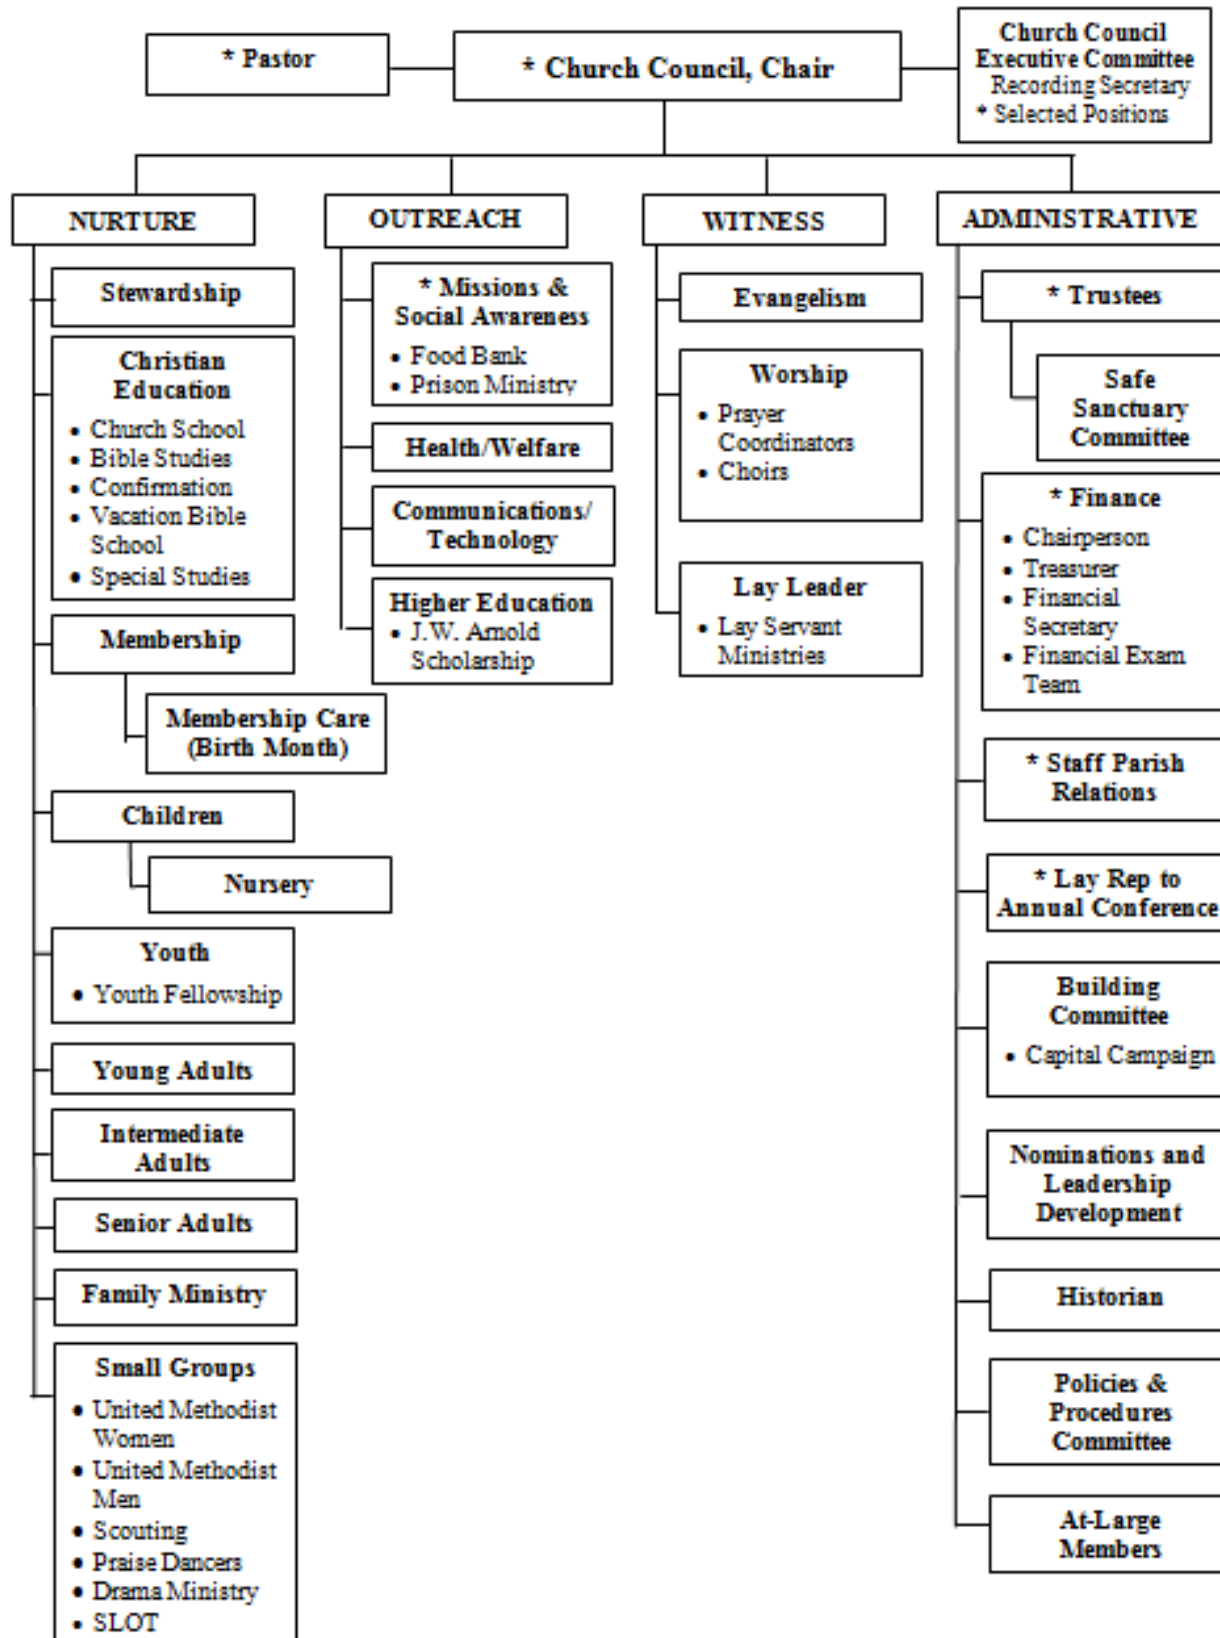 * Pastor
* Church Council, Chair
Church Council
Executive Committee
Recording Secretary
* Selected Positions
NURTURE
Stewardship
Christian
Education
• Church School
• Bible Studies
• Confirmation
• Vacation Bible
School
• Special Studies
Membership
Membership Care
(Birth Month)
Children
Nursery
Youth
• Youth Fellowship
Young Adults
Intermediate
Adults
Senior Adults
Family Ministry
Small Groups
• United Methodist
Women
• United Methodist
Men
• Scouting
• Praise Dancers
• Drama Ministry
• SLOT
OUTREACH
* Missions &
Social Awareness
• Food Bank
• Prison Ministry
Health/Welfare
Communications/
Technology
Higher Education
• J.W. Arnold
Scholarship
WITNESS
Evangelism
Worship
• Prayer
Coordinators
• Choirs
Lay Leader
• Lay Servant
Ministries
ADMINISTRATIVE
* Trustees
Safe
Sanctuary
Committee
* Finance
• Chairperson
• Treasurer
• Financial
Secretary
• Financial Exam
Team
* Staff Parish
Relations
* Lay Rep to
Annual Conference
Building
Committee
• Capital Campaign
Nominations and
Leadership
Development
Historian
Policies &
Procedures
Committee
At-Large
Members